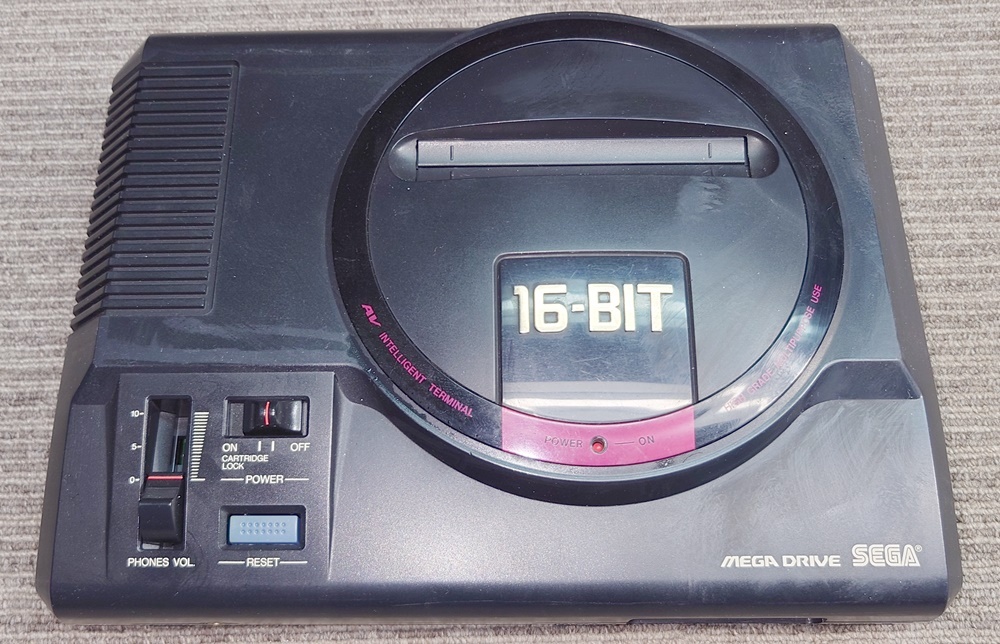 16-BIT
AV INTELLIGENT TERMINAL
USE
POWER ON
10
5
0
ON OFF
CARTRIDGE
LOCK
POWER
PHONES VOL.
RESET
MEGA DRIVE SEGA®